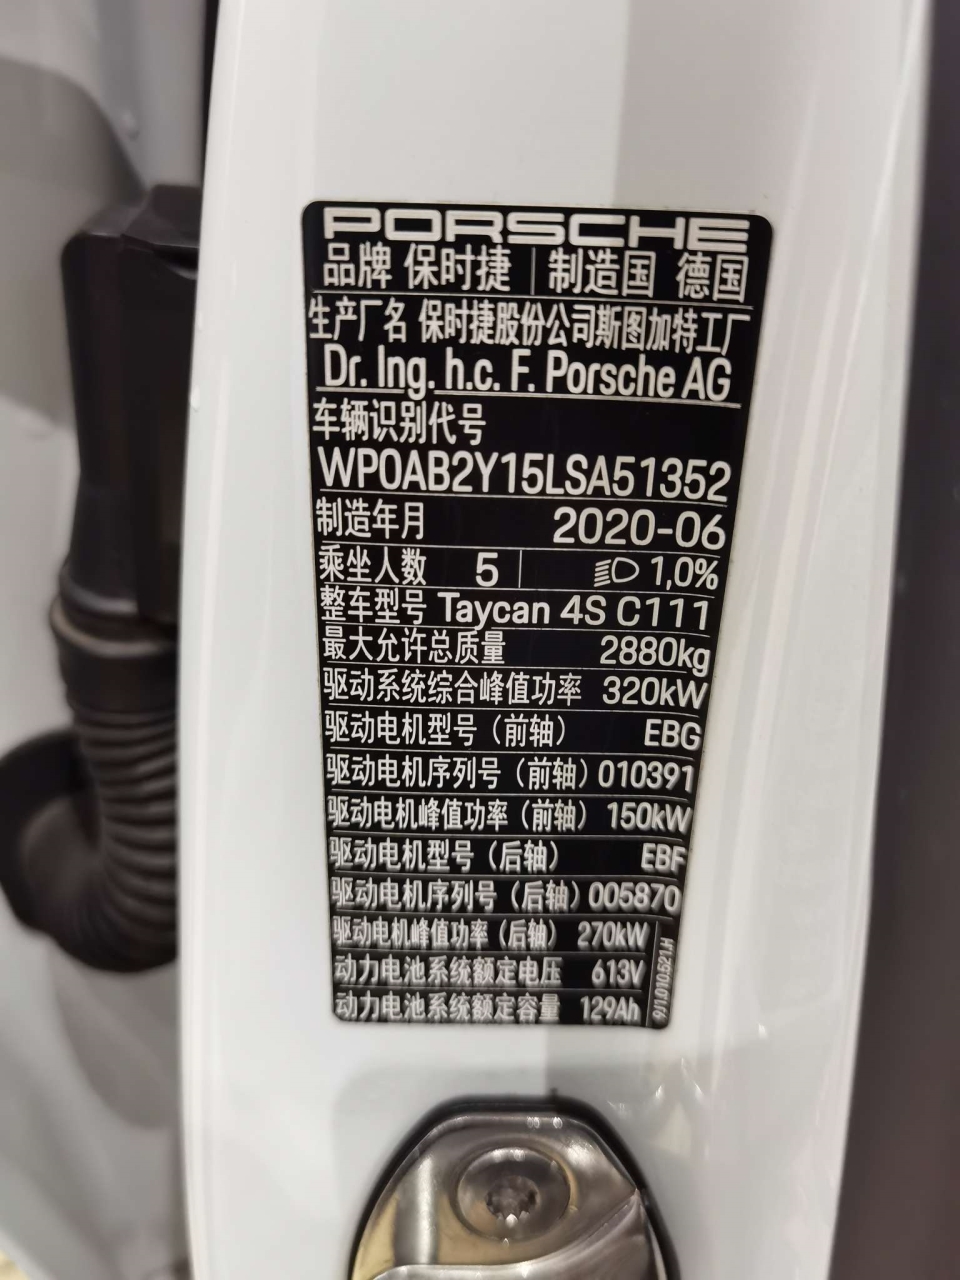 PORSCHE
品牌 保时捷 制造国 德国
生产厂名 保时捷股份公司斯图加特工厂
Dr. Ing. h.c. F. Porsche AG
车辆识别代号
WP0AB2Y15LSA51352
制造年月 2020-06
乘坐人数 5 1,0%
整车型号 Taycan 4S C111
最大允许总质量 2880kg
驱动系统综合峰值功率 320kW
驱动电机型号（前轴） EBG
驱动电机序列号（前轴） 010391
驱动电机峰值功率（前轴） 150kW
驱动电机型号（后轴） EBF
驱动电机序列号（后轴） 005870
驱动电机峰值功率（后轴） 270kW
动力电池系统额定电压 613V
动力电池系统额定容量 129Ah
9J1.010.521.H